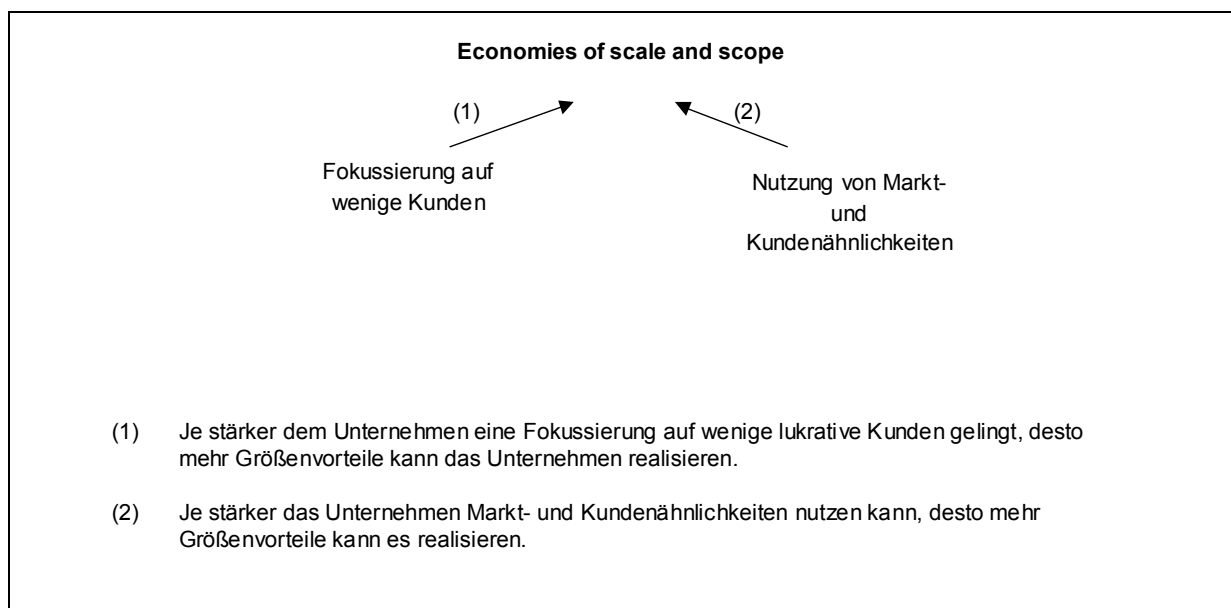 Economies of scale and scope
(1)
(2)
Fokussierung auf
wenige Kunden
Nutzung von Markt-
und
Kundenähnlichkeiten
(1) Je stärker dem Unternehmen eine Fokussierung auf wenige lukrative Kunden gelingt, desto
mehr Größenvorteile kann das Unternehmen realisieren.
(2) Je stärker das Unternehmen Markt- und Kundenähnlichkeiten nutzen kann, desto mehr
Größenvorteile kann es realisieren.